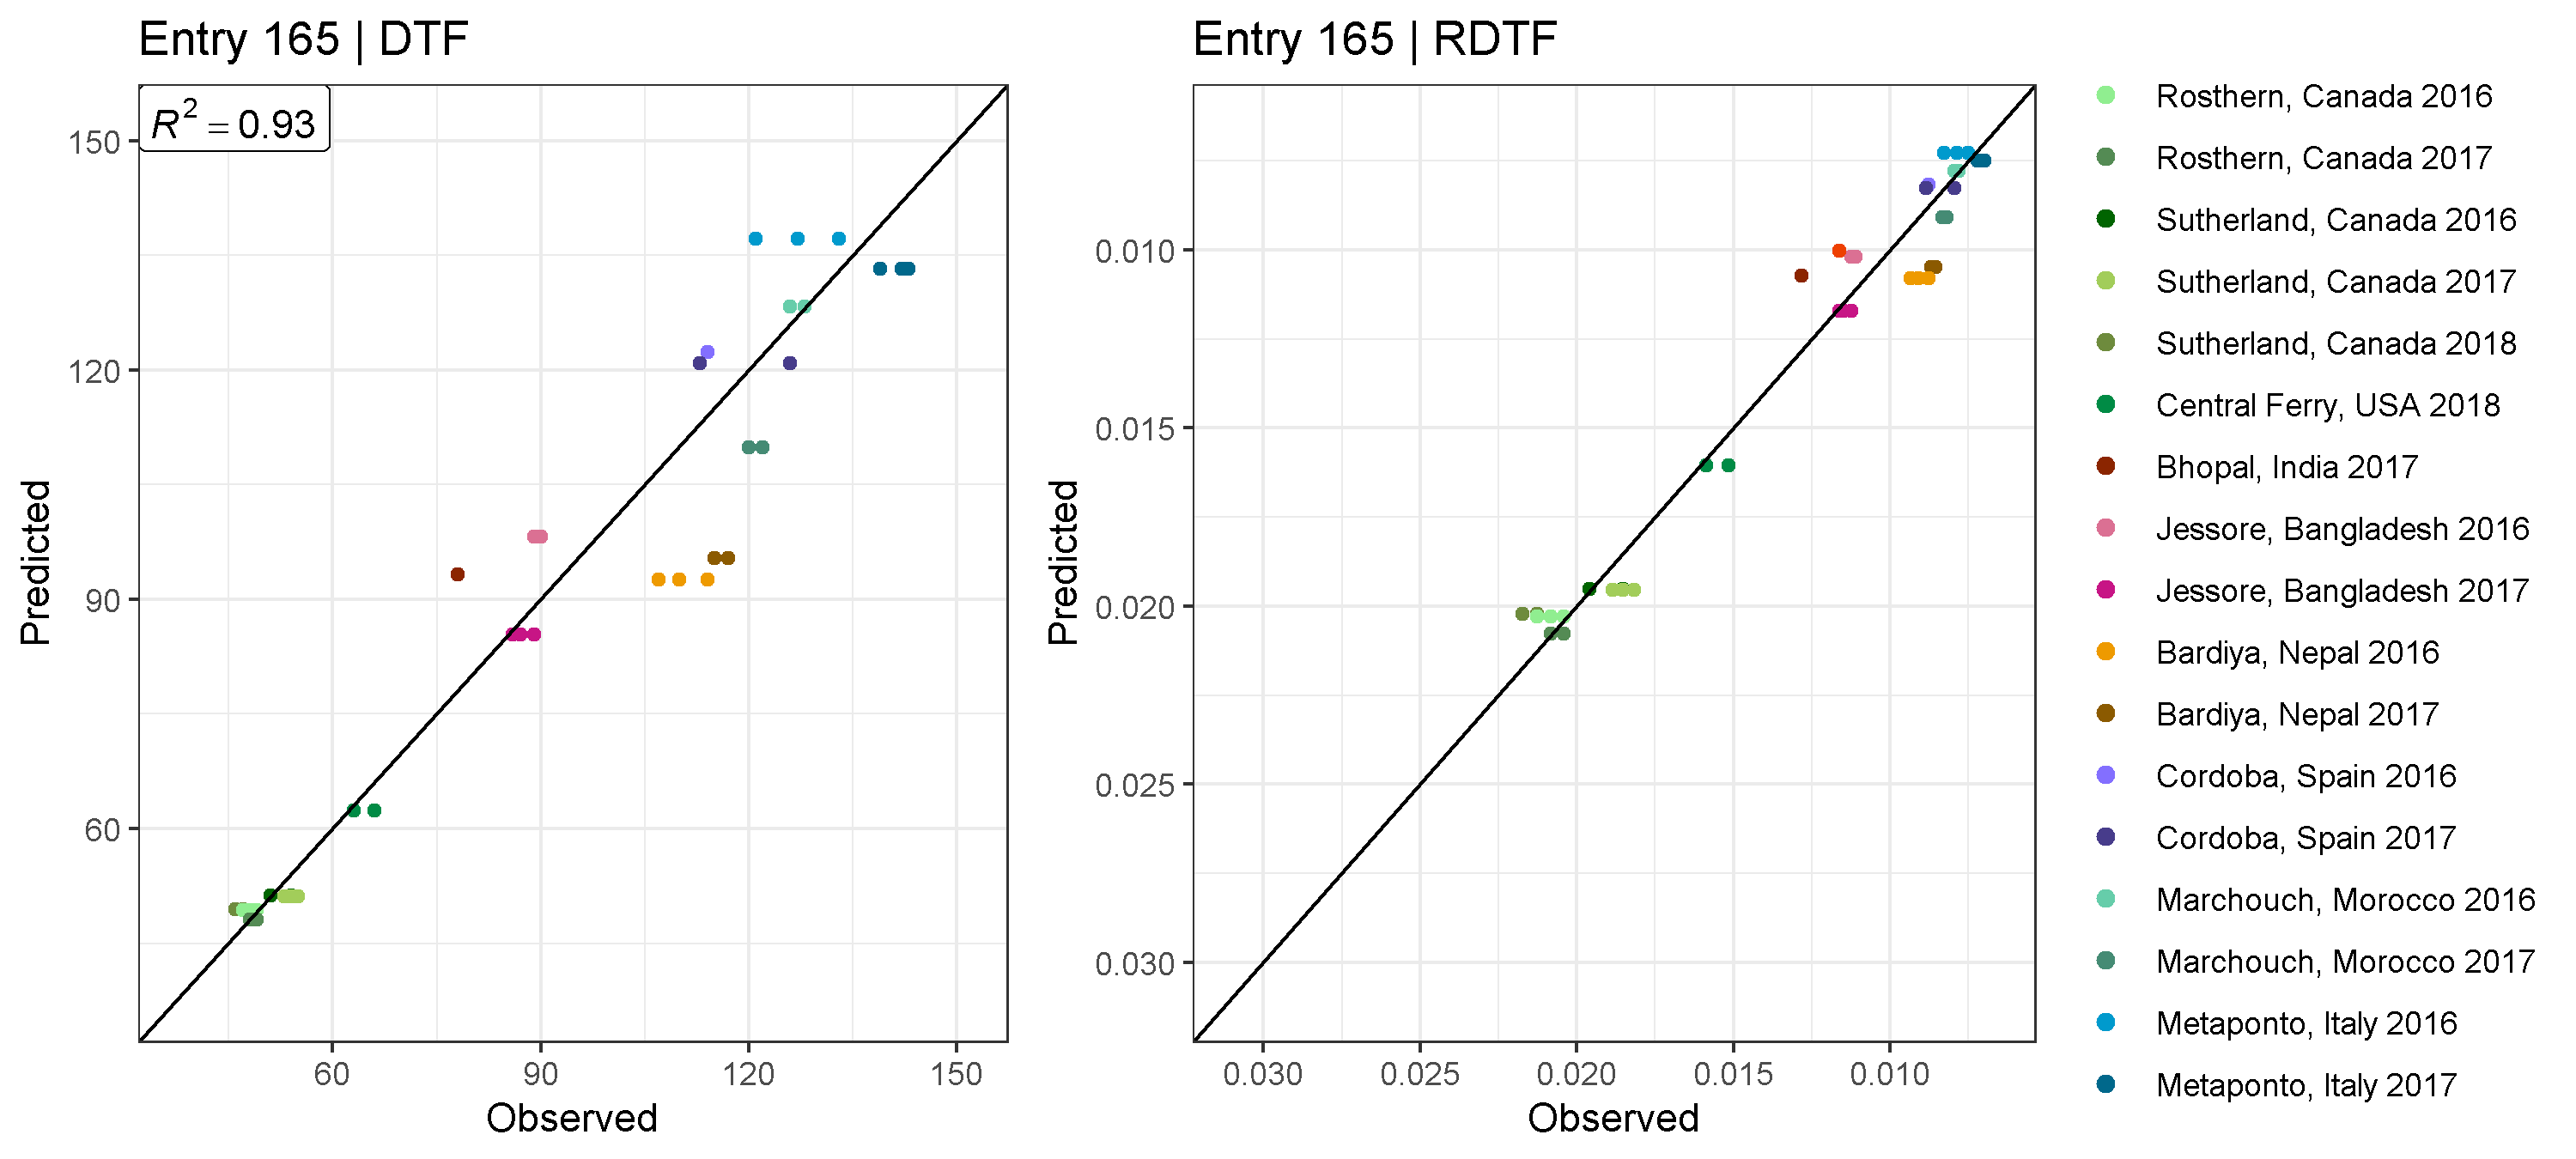 Entry 165 | DTF
R² = 0.93
150
120
90
60
Predicted
60 90 120 150
Observed
Entry 165 | RDTF
0.010
0.015
0.020
0.025
0.030
Predicted
0.030 0.025 0.020 0.015 0.010
Observed
Rosthern, Canada 2016
Rosthern, Canada 2017
Sutherland, Canada 2016
Sutherland, Canada 2017
Sutherland, Canada 2018
Central Ferry, USA 2018
Bhopal, India 2017
Jessore, Bangladesh 2016
Jessore, Bangladesh 2017
Bardiya, Nepal 2016
Bardiya, Nepal 2017
Cordoba, Spain 2016
Cordoba, Spain 2017
Marchouch, Morocco 2016
Marchouch, Morocco 2017
Metaponto, Italy 2016
Metaponto, Italy 2017